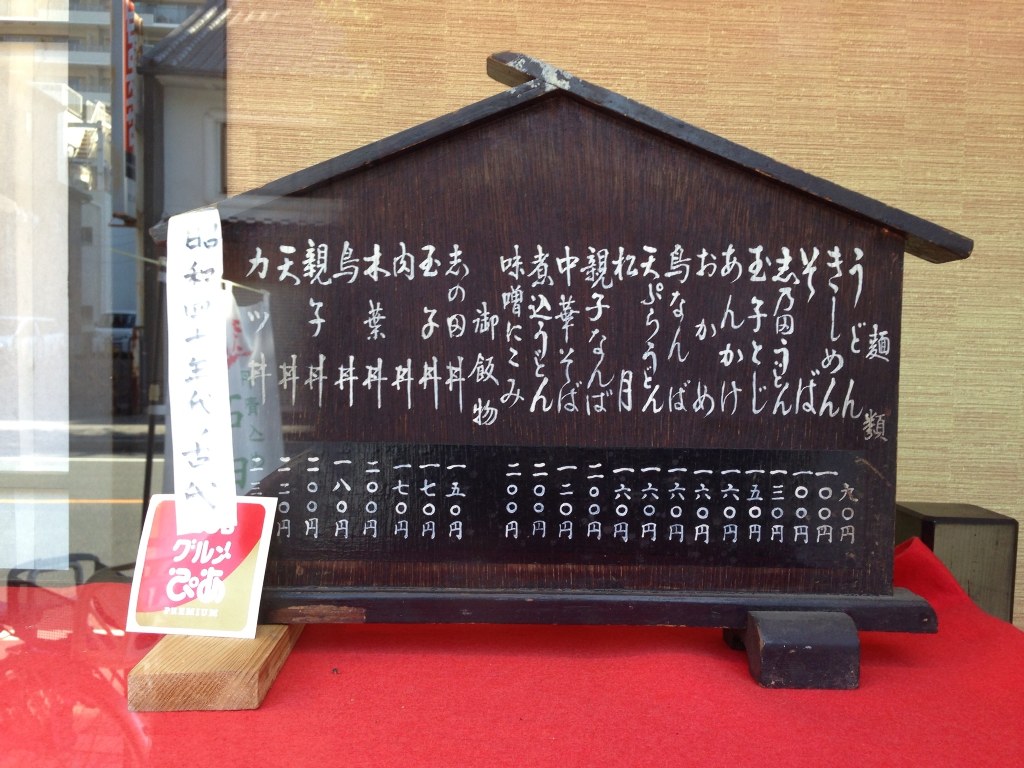 麺類
うどん 九〇円
きしめん 一〇〇円
そば 一〇〇円
志乃田うどん 一三〇円
玉子とじ 一五〇円
あんかけ 一六〇円
おかめ 一六〇円
鳥なんば 一六〇円
天ぷらうどん 一六〇円
松月 一六〇円
親子なんば 二〇〇円
中華そば 一二〇円
煮込うどん 二〇〇円
味噌にこみ 二〇〇円
御飯物
志の田丼 一五〇円
玉子丼 一七〇円
肉丼 一七〇円
木葉丼 二〇〇円
鳥丼 一八〇円
親子丼 二〇〇円
天丼 二二〇円
カツ丼 二三
昭和四十年代
グルメ
ぴあ
PREMIUM